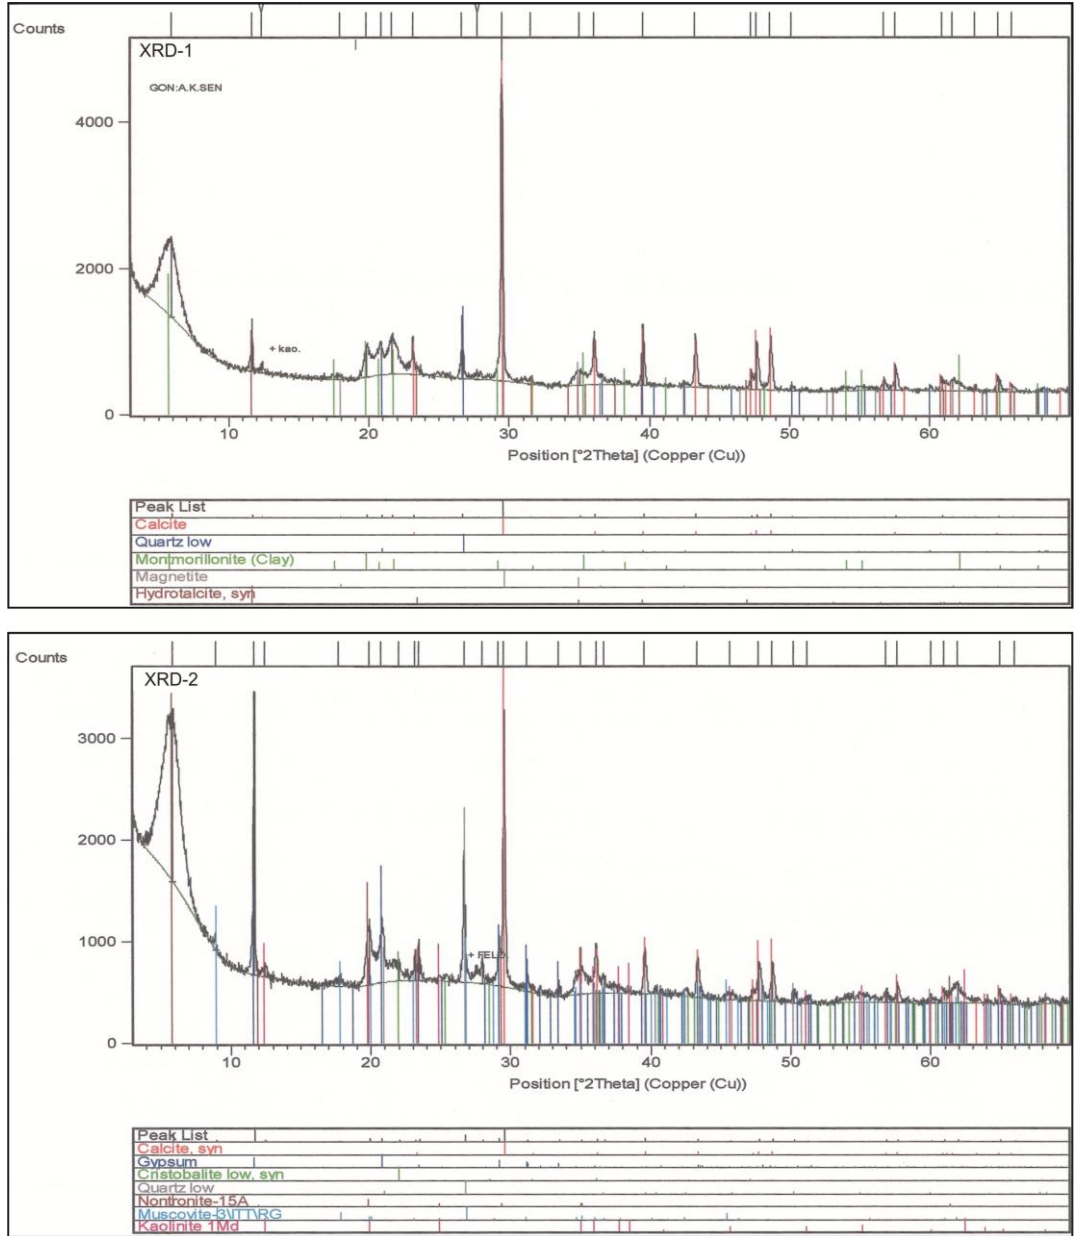 Counts
XRD-1
GON:A.K.SEN
4000
2000
0
+ kao.
10 20 30 40 50 60
Position [°2Theta] (Copper (Cu))
Peak List
Calcite
Quartz low
Montmorillonite (Clay)
Magnetite
Hydrotalcite, syn
Counts
XRD-2
3000
2000
1000
0
+ FELD.
10 20 30 40 50 60
Position [°2Theta] (Copper (Cu))
Peak List
Calcite, syn
Gypsum
Cristobalite low, syn
Quartz low
Nontronite-15A
Muscovite-3\ITT\RG
Kaolinite 1Md